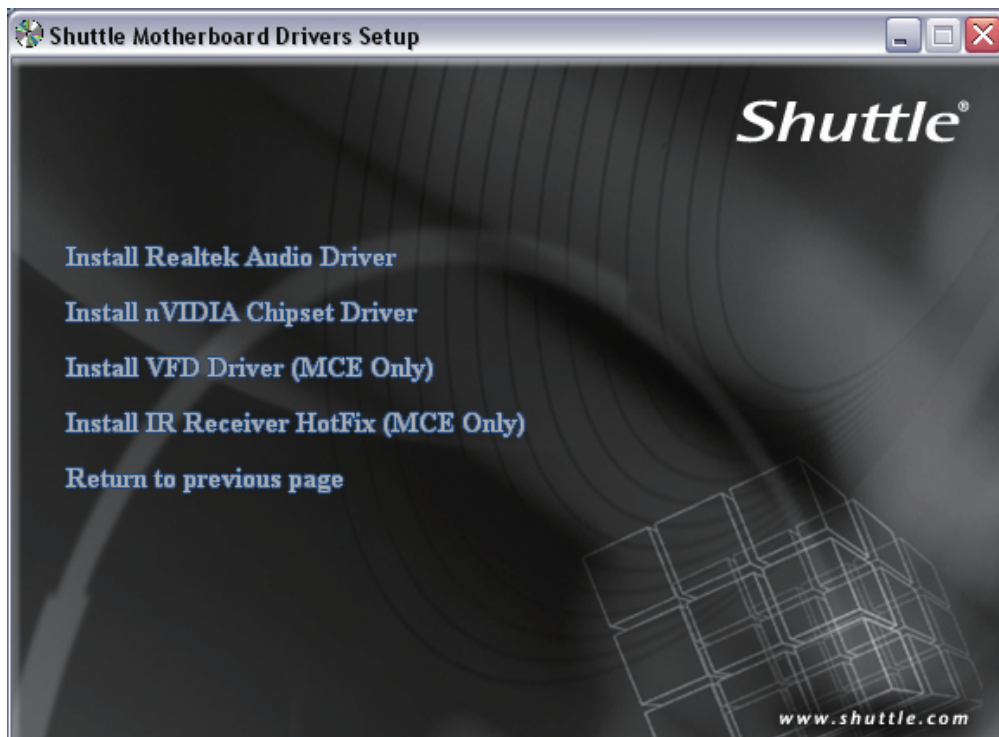 Shuttle Motherboard Drivers Setup
Shuttle®
Install Realtek Audio Driver
Install nVIDIA Chipset Driver
Install VFD Driver (MCE Only)
Install IR Receiver HotFix (MCE Only)
Return to previous page
www.shuttle.com